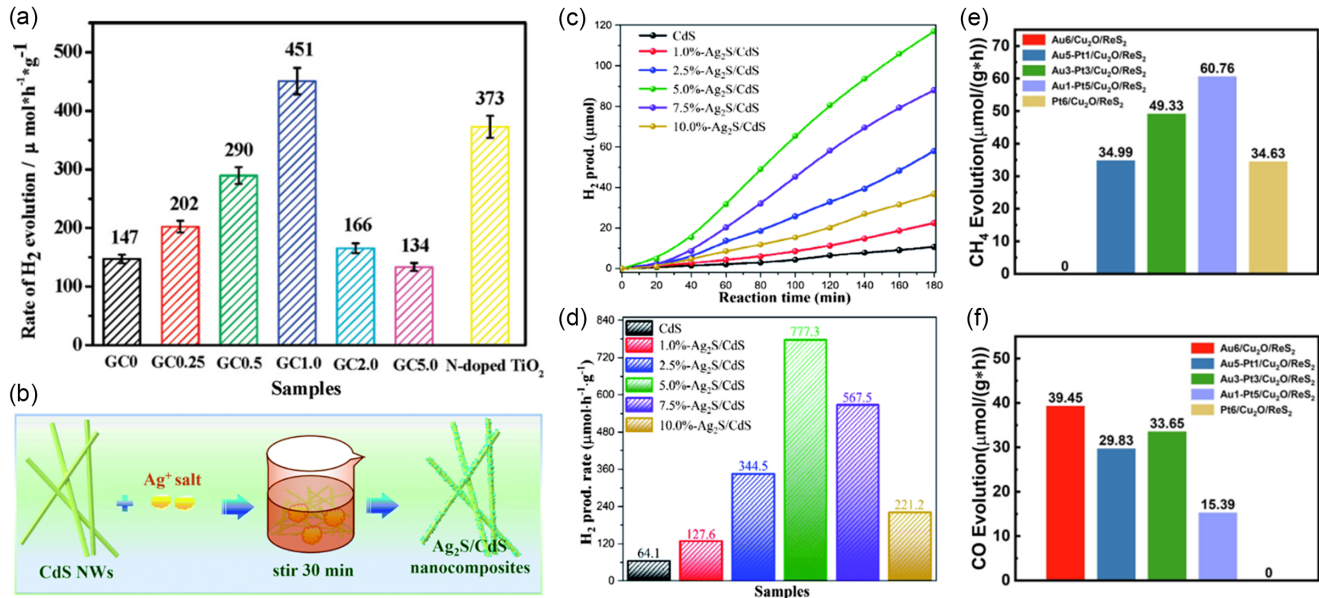 (a)
Rate of H2 evolution / μ mol*h-1*g-1
500
400
300
200
100
0
147
202
290
451
166
134
373
GC0
GC0.25
GC0.5
GC1.0
GC2.0
GC5.0
N-doped TiO2
Samples
(b)
CdS NWs
+
Ag+ salt
stir 30 min
Ag2S/CdS
nanocomposites
(c)
H2 prod. (μmol)
120
100
80
60
40
20
0
CdS
1.0%-Ag2S/CdS
2.5%-Ag2S/CdS
5.0%-Ag2S/CdS
7.5%-Ag2S/CdS
10.0%-Ag2S/CdS
0 20 40 60 80 100 120 140 160 180
Reaction time (min)
(d)
H2 prod. rate (μmol·h-1·g-1)
840
720
600
480
360
240
120
0
CdS
1.0%-Ag2S/CdS
2.5%-Ag2S/CdS
5.0%-Ag2S/CdS
7.5%-Ag2S/CdS
10.0%-Ag2S/CdS
64.1
127.6
344.5
777.3
567.5
221.2
Samples
(e)
CH4 Evolution(μmol/(g*h))
70
60
50
40
30
20
10
0
Au6/Cu2O/ReS2
Au5-Pt1/Cu2O/ReS2
Au3-Pt3/Cu2O/ReS2
Au1-Pt5/Cu2O/ReS2
Pt6/Cu2O/ReS2
0
34.99
49.33
60.76
34.63
(f)
CO Evolution(μmol/(g*h))
50
40
30
20
10
0
Au6/Cu2O/ReS2
Au5-Pt1/Cu2O/ReS2
Au3-Pt3/Cu2O/ReS2
Au1-Pt5/Cu2O/ReS2
Pt6/Cu2O/ReS2
39.45
29.83
33.65
15.39
0